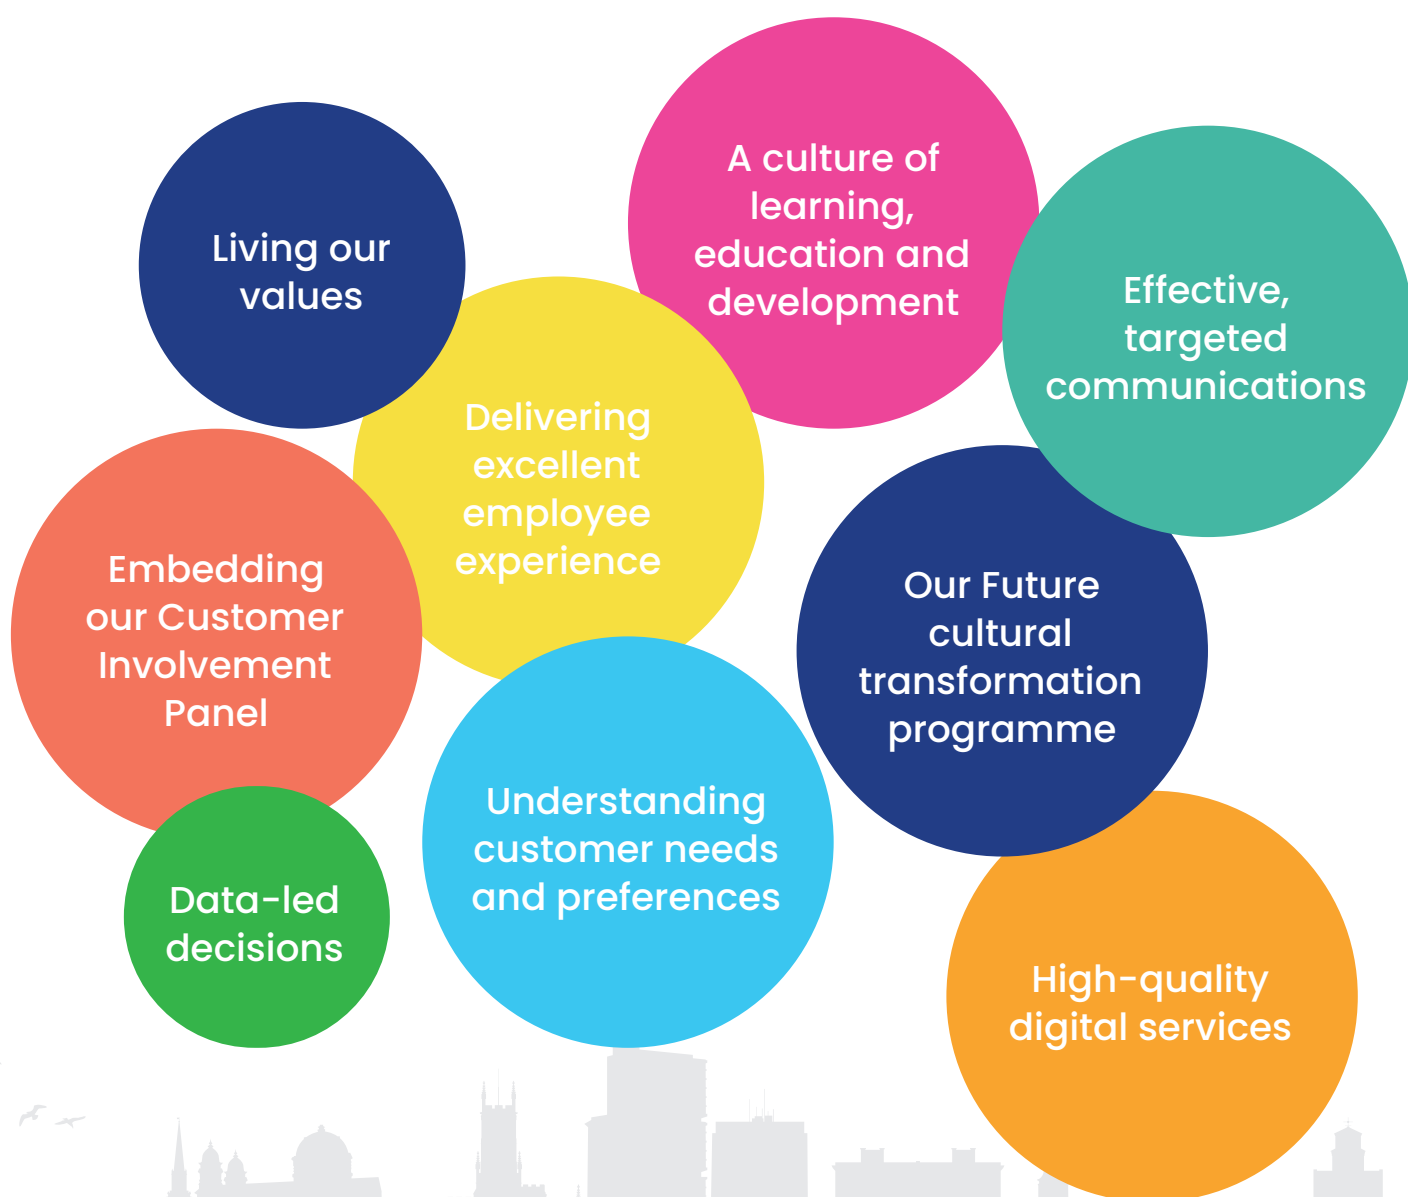 Living our
values
A culture of
learning,
education and
development
Effective,
targeted
communications
Delivering
excellent
employee
experience
Embedding
our Customer
Involvement
Panel
Our Future
cultural
transformation
programme
Understanding
customer needs
and preferences
Data-led
decisions
High-quality
digital services